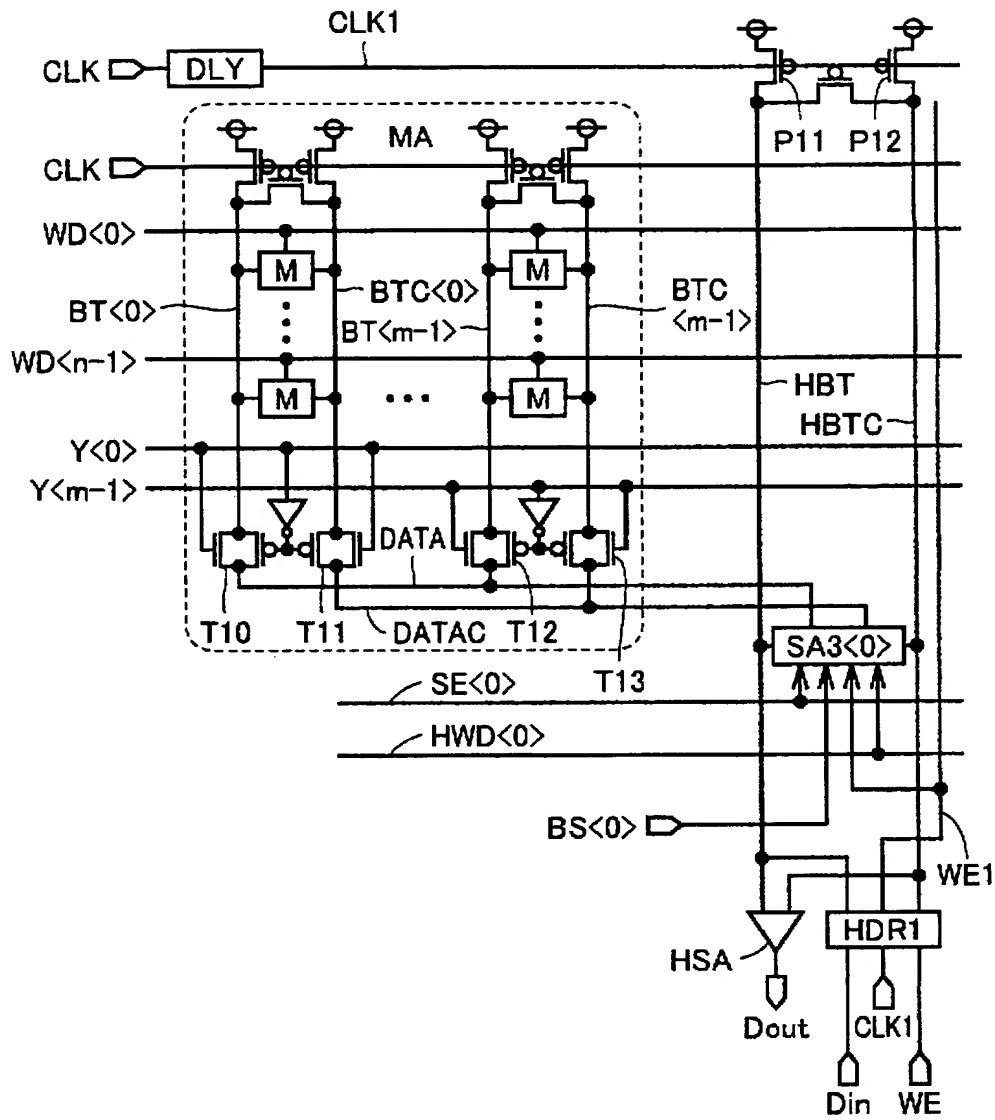 CLK1
CLK
DLY
P11
P12
MA
CLK
WD<0>
M
M
BT<0>
BTC<0>
BT<m-1>
BTC
<m-1>
WD<n-1>
HBT
M
M
HBTC
Y<0>
Y<m-1>
DATA
T10
T11
DATAC
T12
T13
SA3<0>
SE<0>
HWD<0>
BS<0>
WE1
HSA
HDR1
Dout
CLK1
Din
WE